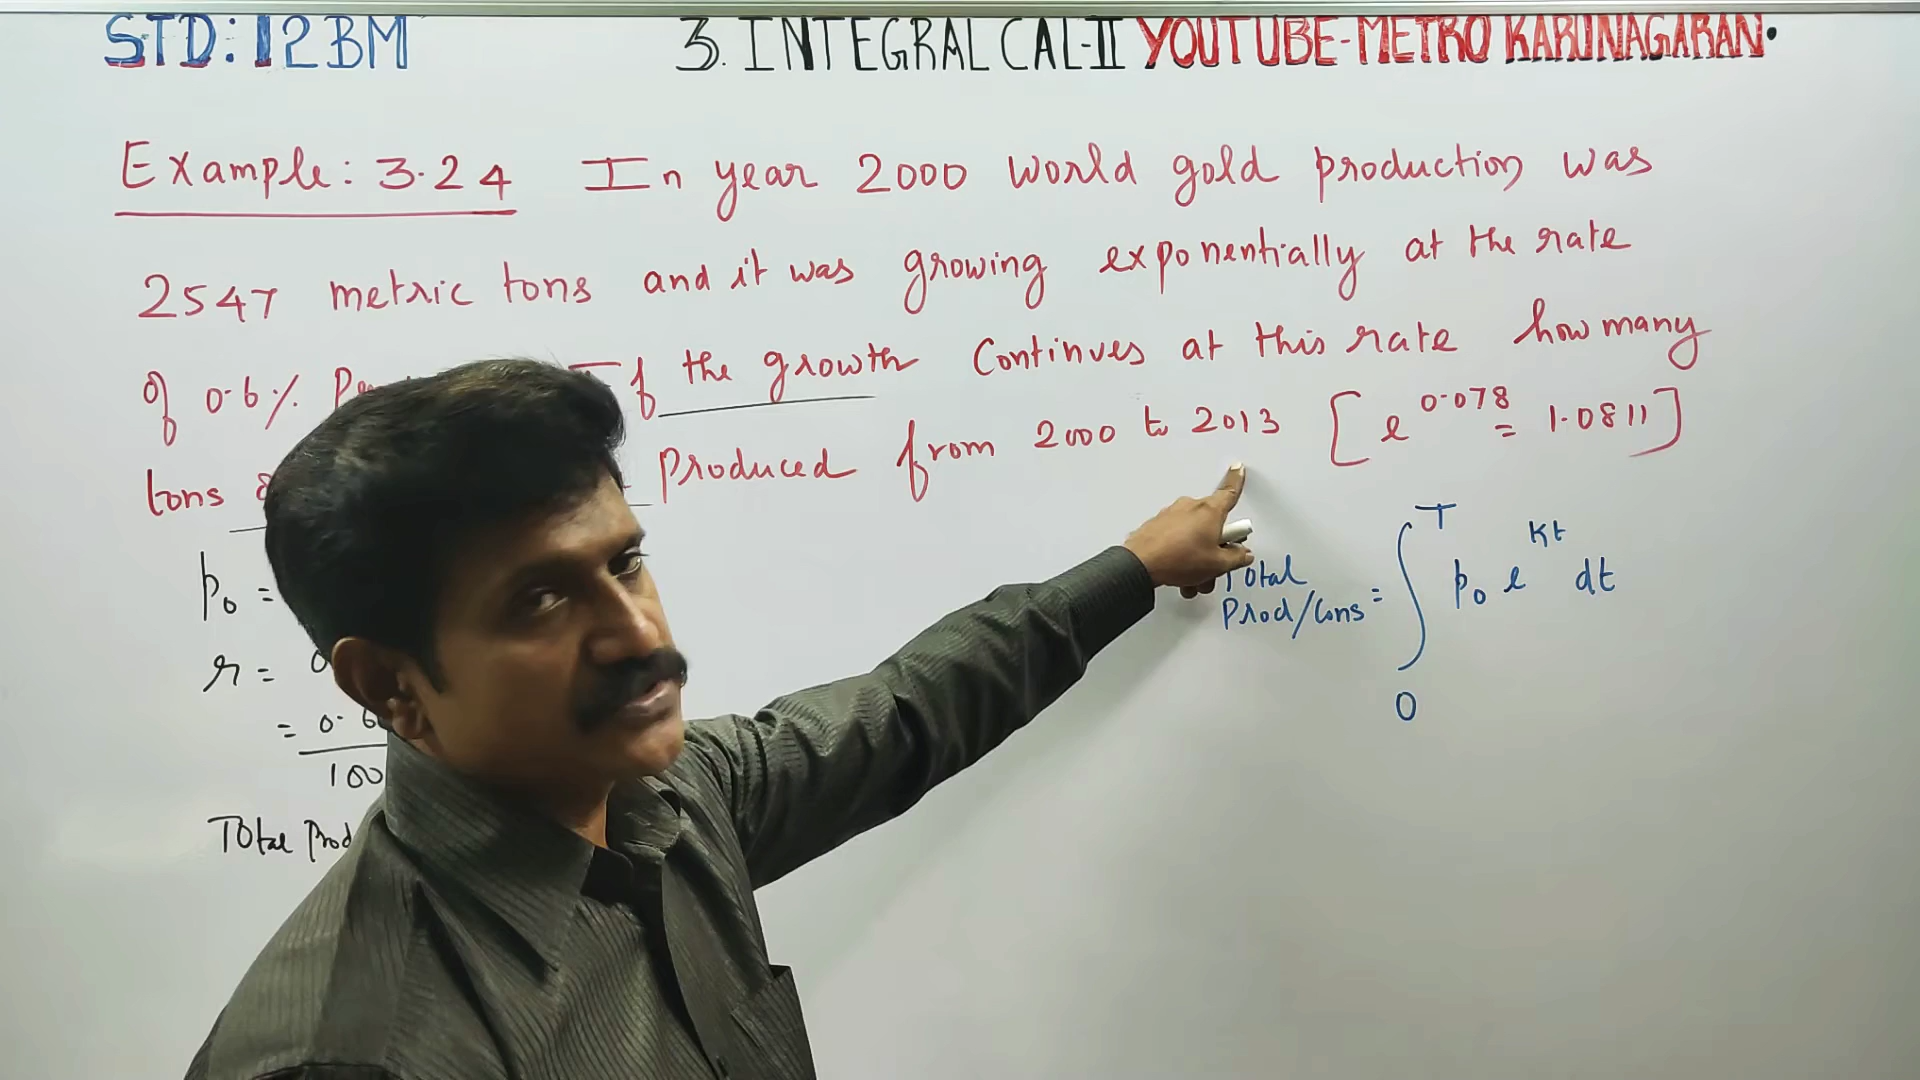 STD: 12BM 3. INTEGRAL CAL-II YOUTUBE-METRO KARUNAGARAN.
Example: 3.24 In year 2000 world gold production was
2547 metric tons and it was growing exponentially at the rate
of 0.6% the growth continues at this rate how many
tons produced from 2000 to 2013 [e^0.078 = 1.0811]
p₀ =
r = 0
= 0.6
100
Total Prod
Total
Prod/Cons = ∫₀ᵀ p₀ e^kt dt